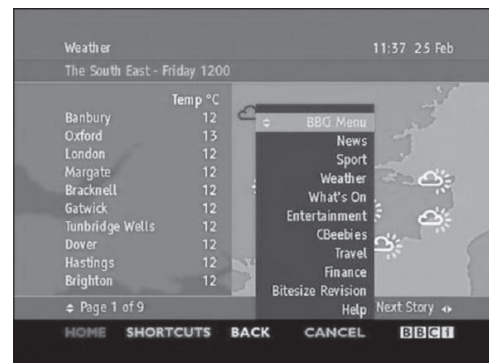 Weather 11:37 25 Feb
The South East - Friday 1200
Temp °C
Banbury 12
Oxford 13
London 12
Margate 12
Bracknell 12
Gatwick 12
Tunbridge Wells 12
Dover 12
Hastings 12
Brighton 12
BBCi Menu
News
Sport
Weather
What's On
Entertainment
CBeebies
Travel
Finance
Bitesize Revision
Help
Page 1 of 9 Next Story
HOME SHORTCUTS BACK CANCEL BBCi